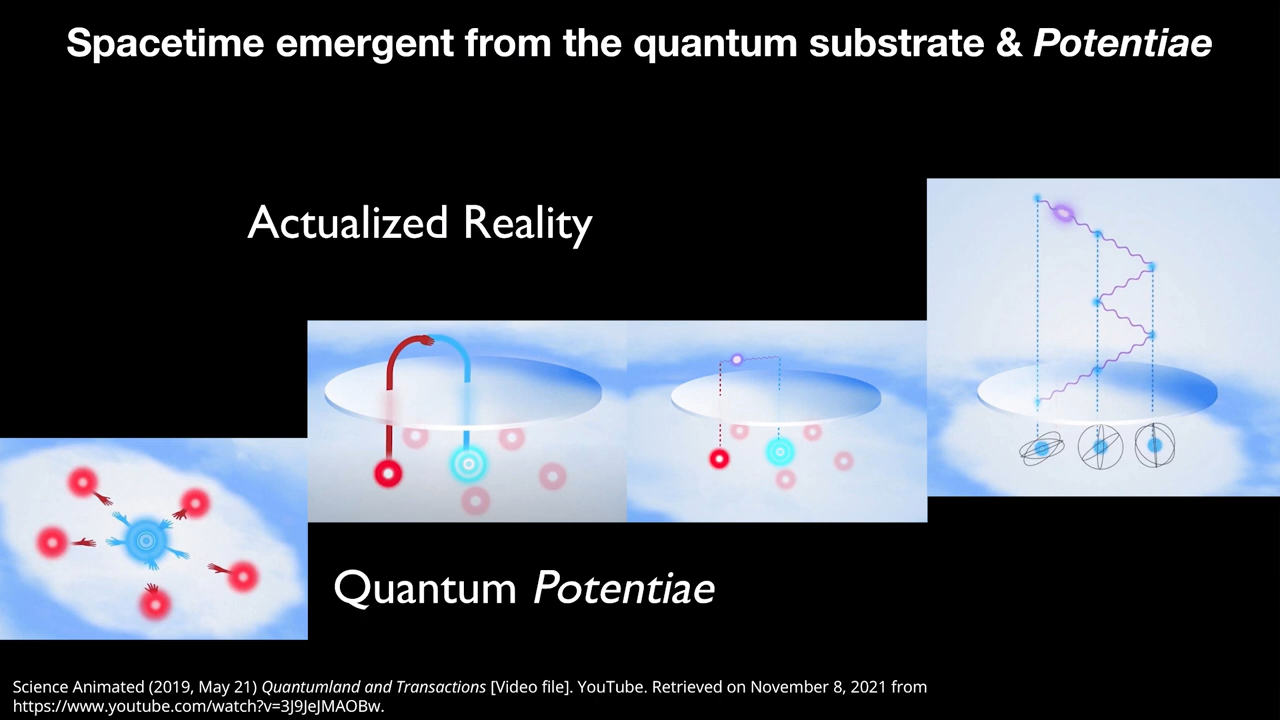 Spacetime emergent from the quantum substrate & Potentiae
Actualized Reality
Quantum Potentiae
Science Animated (2019, May 21) Quantumland and Transactions [Video file]. YouTube. Retrieved on November 8, 2021 from
https://www.youtube.com/watch?v=3J9JeJMAOBw.